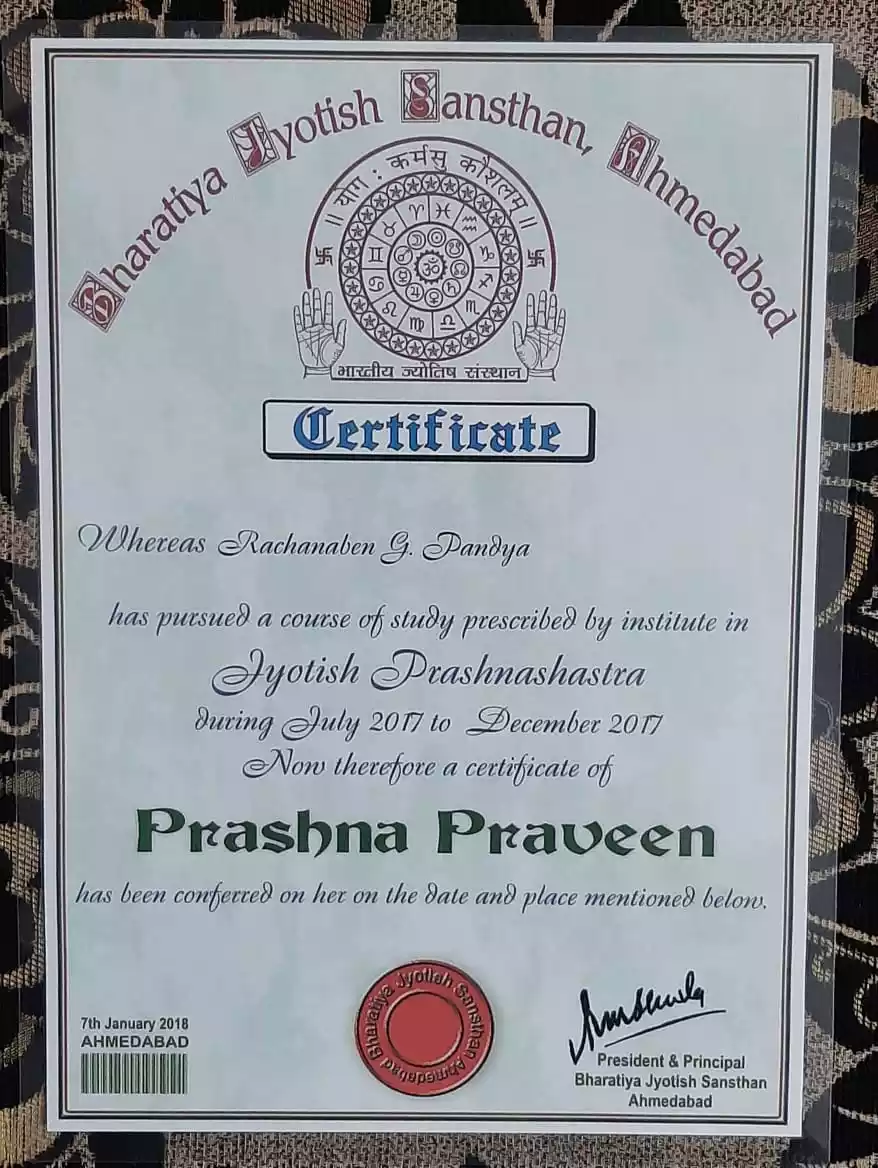 Bharatiya Jyotish Sansthan, Ahmedabad
॥ योग : कर्मसु कौशलम् ॥
ॐ
भारतीय ज्योतिष संस्थान
Certificate
Whereas Rachanaben G. Pandya
has pursued a course of study prescribed by institute in
Jyotish Prashnashastra
during July 2017 to December 2017
Now therefore a certificate of
Prashna Praveen
has been conferred on her on the date and place mentioned below.
Bharatiya Jyotish Sansthan Ahmedabad
7th January 2018
AHMEDABAD
President & Principal
Bharatiya Jyotish Sansthan
Ahmedabad